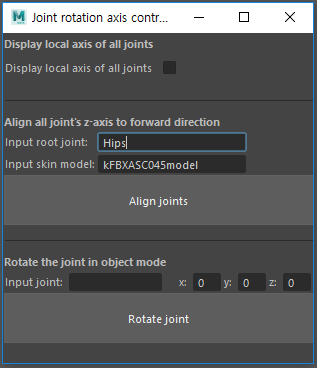 Joint rotation axis contr...
Display local axis of all joints
Display local axis of all joints
Align all joint's z-axis to forward direction
Input root joint: Hips
Input skin model: kFBXASC045model
Align joints
Rotate the joint in object mode
Input joint: x: 0 y: 0 z: 0
Rotate joint